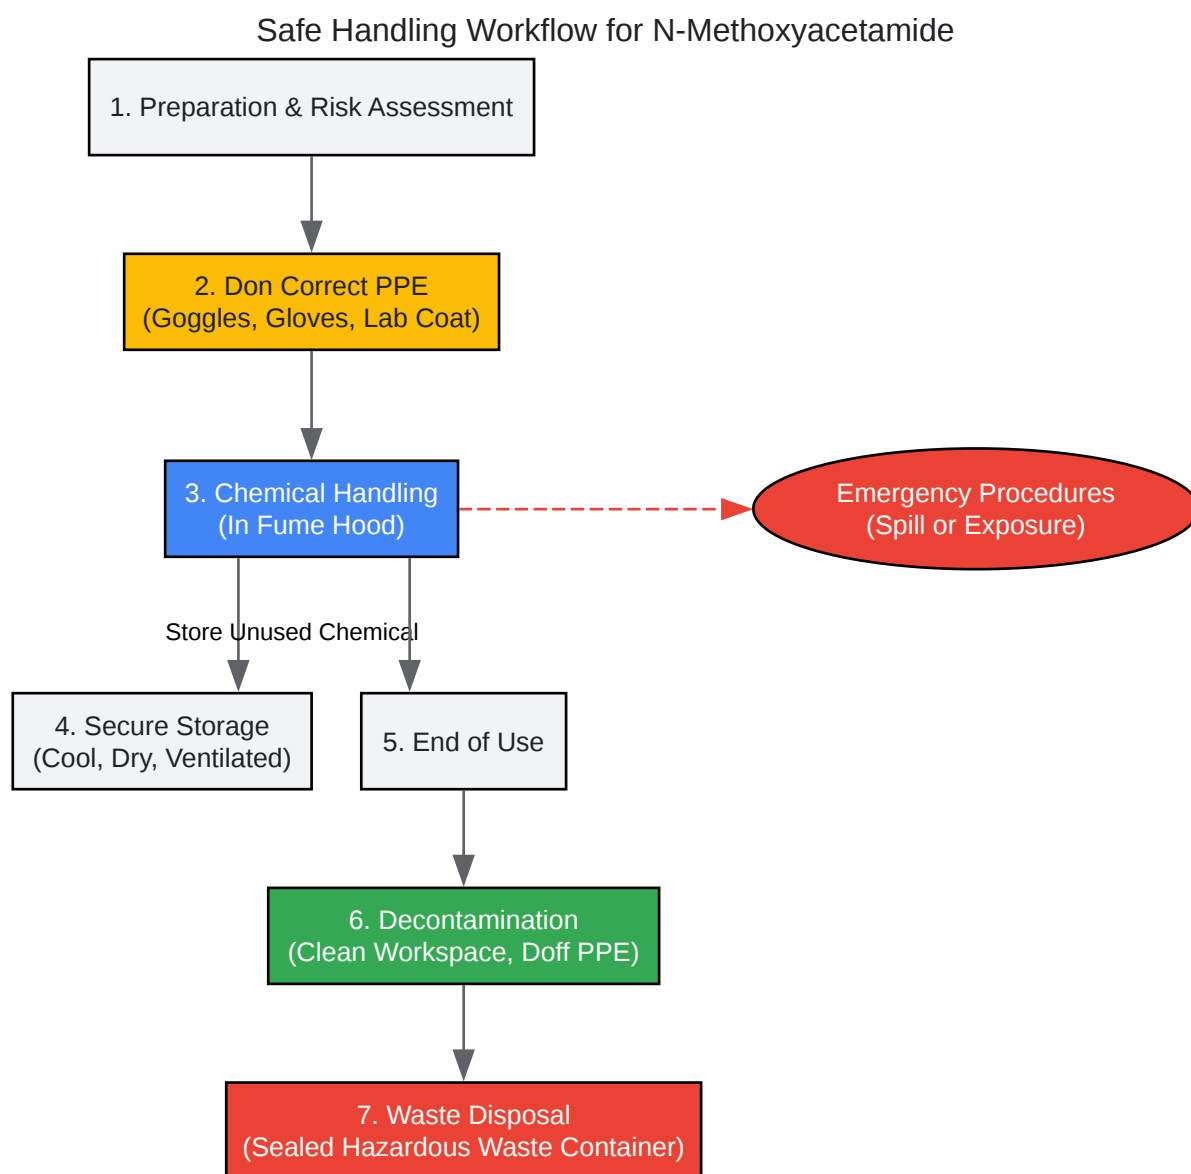 Safe Handling Workflow for N-Methoxyacetamide
1. Preparation & Risk Assessment
2. Don Correct PPE
(Goggles, Gloves, Lab Coat)
3. Chemical Handling
(In Fume Hood)
Emergency Procedures
(Spill or Exposure)
Store Unused Chemical
4. Secure Storage
(Cool, Dry, Ventilated)
5. End of Use
6. Decontamination
(Clean Workspace, Doff PPE)
7. Waste Disposal
(Sealed Hazardous Waste Container)